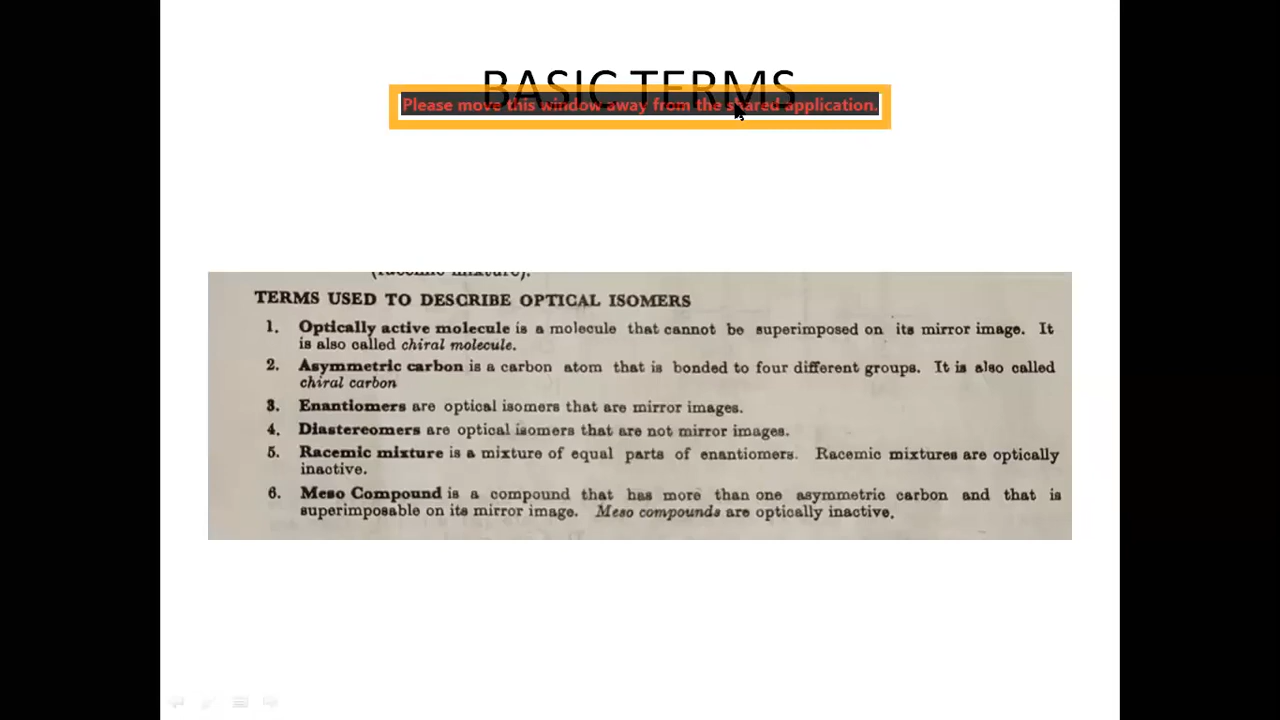 BASIC TERMS
Please move this window away from the shared application.
(racemic mixture).
TERMS USED TO DESCRIBE OPTICAL ISOMERS
1. Optically active molecule is a molecule that cannot be superimposed on its mirror image. It
is also called chiral molecule.
2. Asymmetric carbon is a carbon atom that is bonded to four different groups. It is also called
chiral carbon
3. Enantiomers are optical isomers that are mirror images.
4. Diastereomers are optical isomers that are not mirror images.
5. Racemic mixture is a mixture of equal parts of enantiomers. Racemic mixtures are optically
inactive.
6. Meso Compound is a compound that has more than one asymmetric carbon and that is
superimposable on its mirror image. Meso compounds are optically inactive.